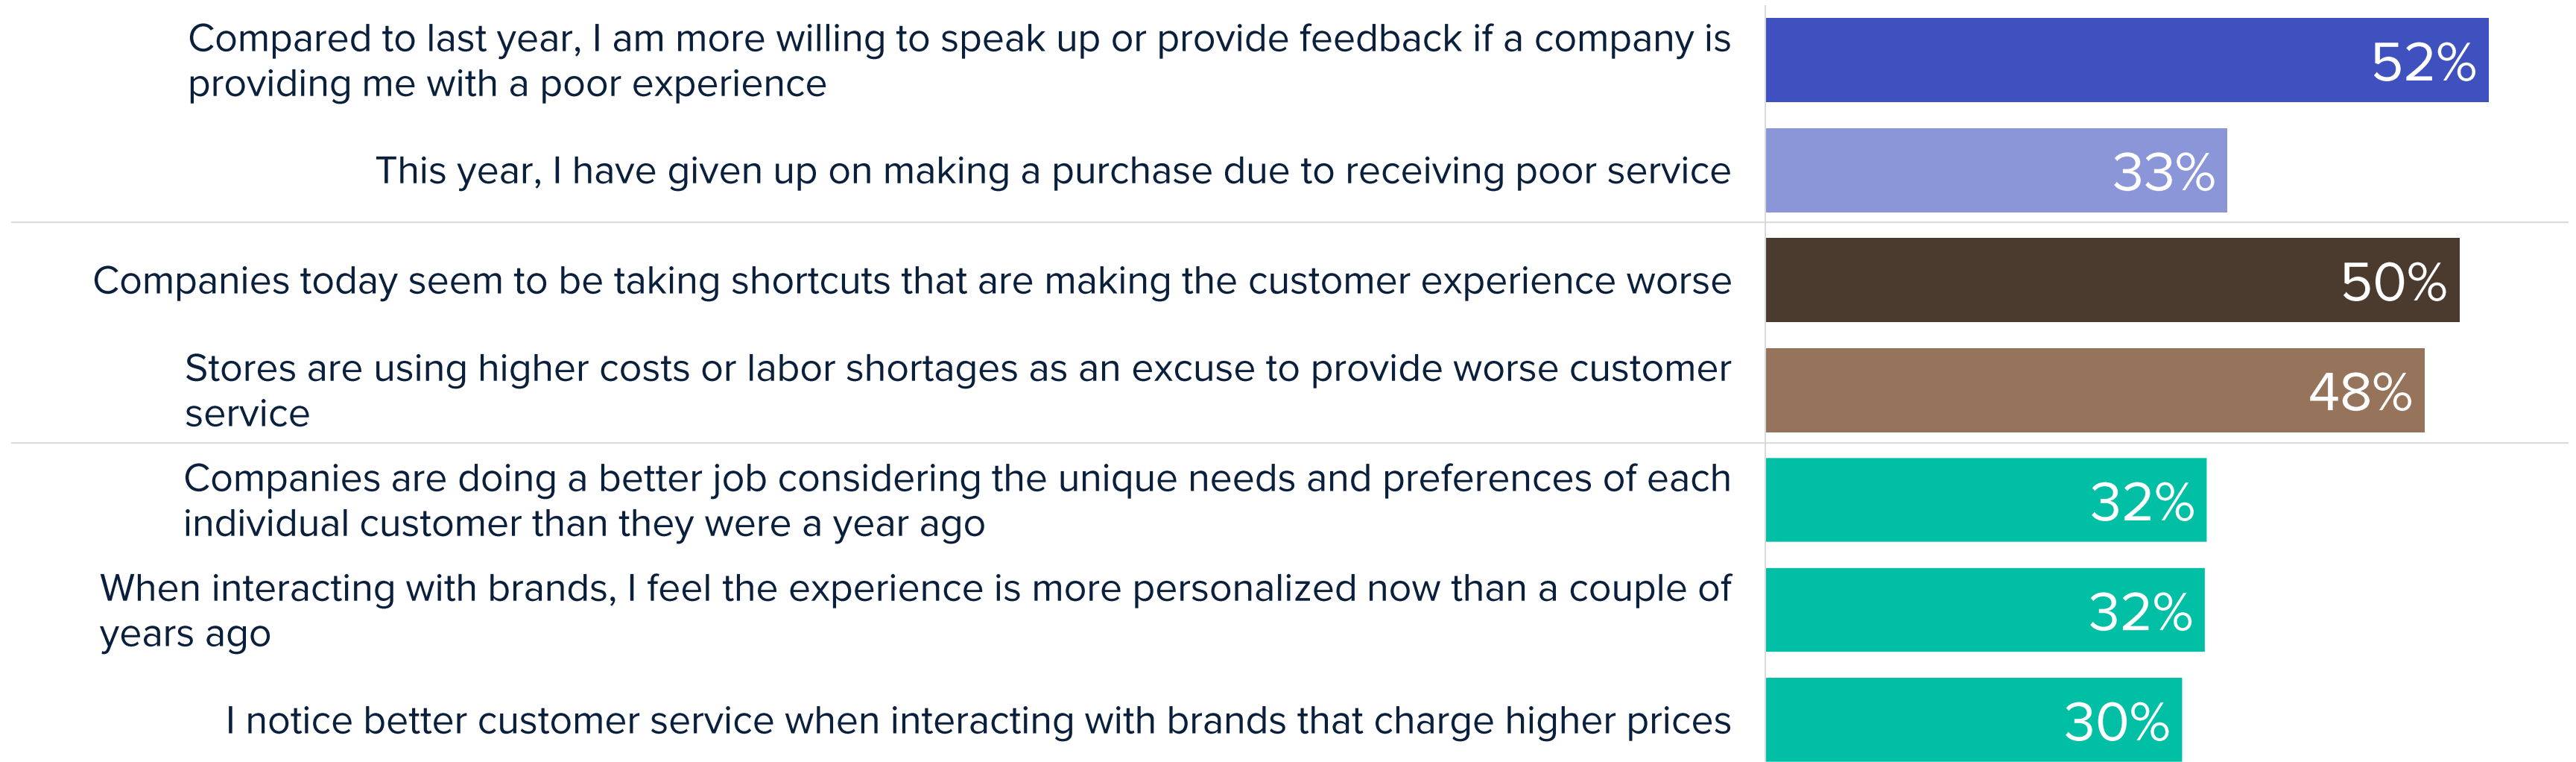 Compared to last year, I am more willing to speak up or provide feedback if a company is
providing me with a poor experience
52%
This year, I have given up on making a purchase due to receiving poor service
33%
Companies today seem to be taking shortcuts that are making the customer experience worse
50%
Stores are using higher costs or labor shortages as an excuse to provide worse customer
service
48%
Companies are doing a better job considering the unique needs and preferences of each
individual customer than they were a year ago
32%
When interacting with brands, I feel the experience is more personalized now than a couple of
years ago
32%
I notice better customer service when interacting with brands that charge higher prices
30%